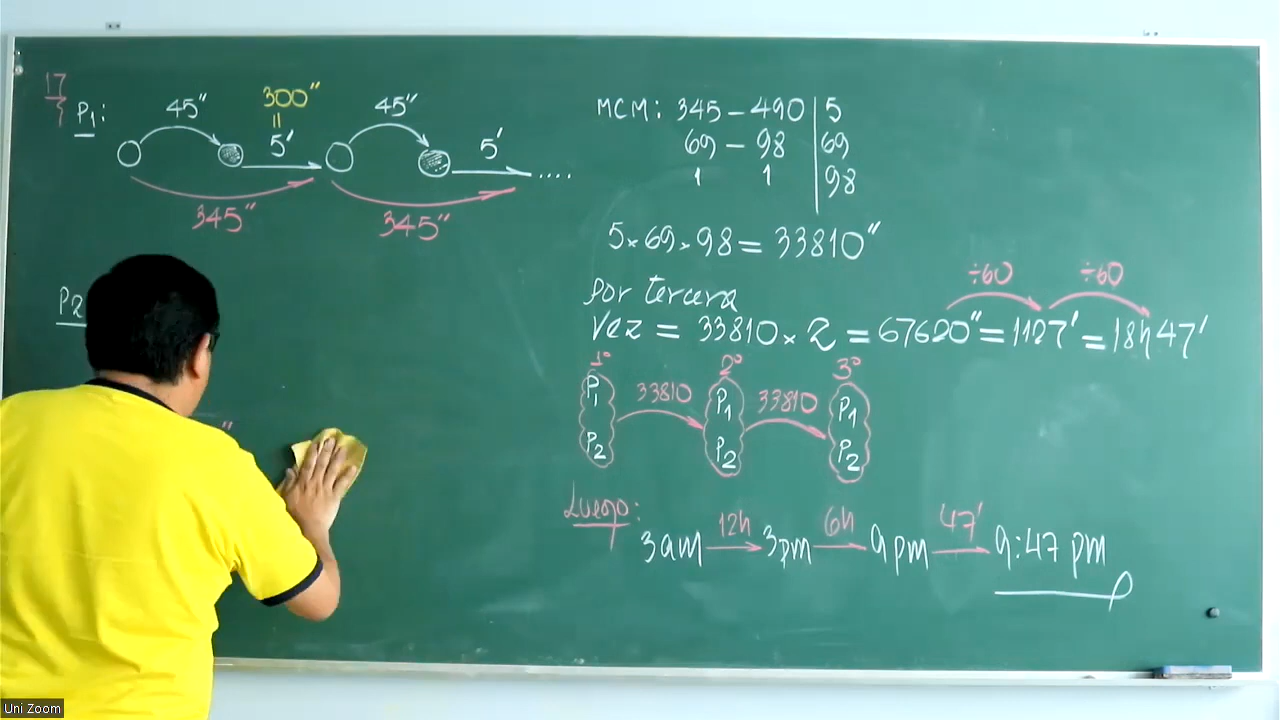 17
P1: 45" 300" 45"
5' 5' ....
345" 345"
P2
"
MCM: 345 - 490 | 5
69 - 98 | 69
1 1 | 98
5×69×98 = 33810"
÷60 ÷60
por tercera
vez = 33810 × 2 = 67620" = 1127' = 18h 47'
1° 2° 3°
P1 33810 P1 33810 P1
P2 P2 P2
Luego:
12h 6h 47'
3am 3pm 9pm 9:47 pm
Uni Zoom